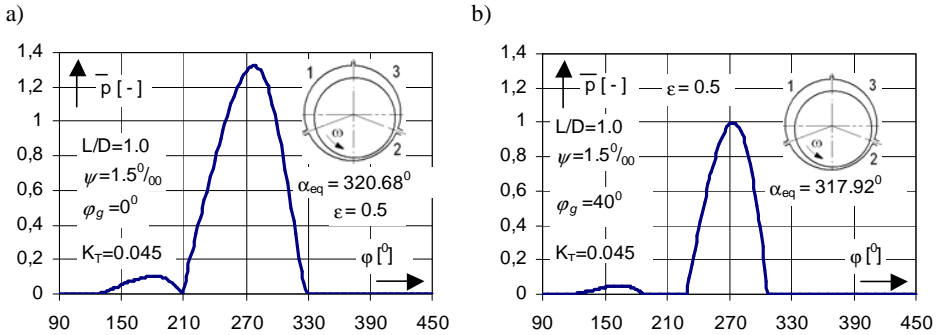 a)
1,4
1,2
1
0,8
0,6
0,4
0,2
0
p̅ [ - ]
1
3
2
ω
L/D=1.0
ψ=1.5⁰/₀₀
φg =0⁰
K_T=0.045
α_eq = 320.68⁰
ε = 0.5
φ [⁰]
90 150 210 270 330 390 450
b)
1,4
1,2
1
0,8
0,6
0,4
0,2
0
p̅ [ - ]
ε = 0.5
1
3
2
ω
L/D=1.0
ψ=1.5⁰/₀₀
φg =40⁰
K_T=0.045
α_eq = 317.92⁰
φ [⁰]
90 150 210 270 330 390 450